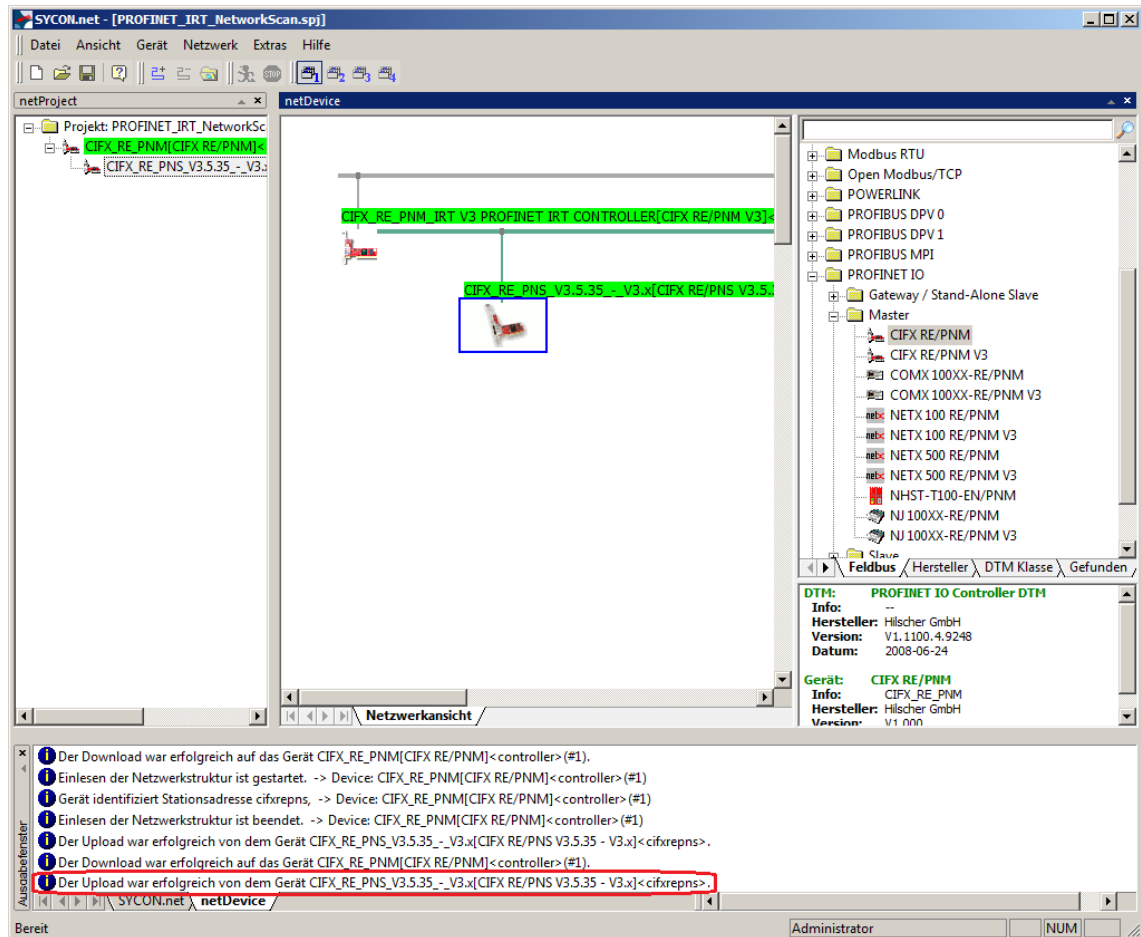 SYCON.net - [PROFINET_IRT_NetworkScan.spj]
Datei Ansicht Gerät Netzwerk Extras Hilfe
netProject
netDevice
Projekt: PROFINET_IRT_NetworkSc
CIFX_RE_PNM[CIFX RE/PNM]<
CIFX_RE_PNS_V3.5.35_-_V3.x
CIFX_RE_PNM_IRT V3 PROFINET IRT CONTROLLER[CIFX RE/PNM V3]<
CIFX_RE_PNS_V3.5.35_-_V3.x[CIFX RE/PNS V3.5.3
Netzwerkansicht
Modbus RTU
Open Modbus/TCP
POWERLINK
PROFIBUS DPV0
PROFIBUS DPV1
PROFIBUS MPI
PROFINET IO
Gateway / Stand-Alone Slave
Master
CIFX RE/PNM
CIFX RE/PNM V3
COMX 100XX-RE/PNM
COMX 100XX-RE/PNM V3
NETX 100 RE/PNM
NETX 100 RE/PNM V3
NETX 500 RE/PNM
NETX 500 RE/PNM V3
NHST-T100-EN/PNM
NJ 100XX-RE/PNM
NJ 100XX-RE/PNM V3
Slave
Feldbus Hersteller DTM Klasse Gefunden
DTM: PROFINET IO Controller DTM
Info: --
Hersteller: Hilscher GmbH
Version: V1.1100.4.9248
Datum: 2008-06-24
Gerät: CIFX RE/PNM
Info: CIFX_RE_PNM
Hersteller: Hilscher GmbH
Version: V1.000
Der Download war erfolgreich auf das Gerät CIFX_RE_PNM[CIFX RE/PNM]<controller>(#1).
Einlesen der Netzwerkstruktur ist gestartet. -> Device: CIFX_RE_PNM[CIFX RE/PNM]<controller>(#1)
Gerät identifiziert Stationsadresse cifxrepns, -> Device: CIFX_RE_PNM[CIFX RE/PNM]<controller>(#1)
Einlesen der Netzwerkstruktur ist beendet. -> Device: CIFX_RE_PNM[CIFX RE/PNM]<controller>(#1)
Der Upload war erfolgreich von dem Gerät CIFX_RE_PNS_V3.5.35_-_V3.x[CIFX RE/PNS V3.5.35 - V3.x]<cifxrepns>.
Der Download war erfolgreich auf das Gerät CIFX_RE_PNM[CIFX RE/PNM]<controller>(#1).
Der Upload war erfolgreich von dem Gerät CIFX_RE_PNS_V3.5.35_-_V3.x[CIFX RE/PNS V3.5.35 - V3.x]<cifxrepns>.
Ausgabefenster
SYCON.net netDevice
Bereit
Administrator
NUM